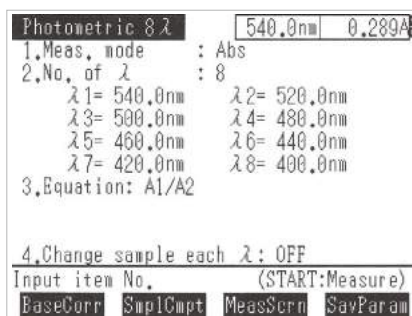 Photometric 8λ 540.0nm 0.289A
1.Meas. mode : Abs
2.No. of λ : 8
λ1= 540.0nm λ2= 520.0nm
λ3= 500.0nm λ4= 480.0nm
λ5= 460.0nm λ6= 440.0nm
λ7= 420.0nm λ8= 400.0nm
3.Equation: A1/A2
4.Change sample each λ: OFF
Input item No. (START:Measure)
BaseCorr SmplCmpt MeasScrn SavParam